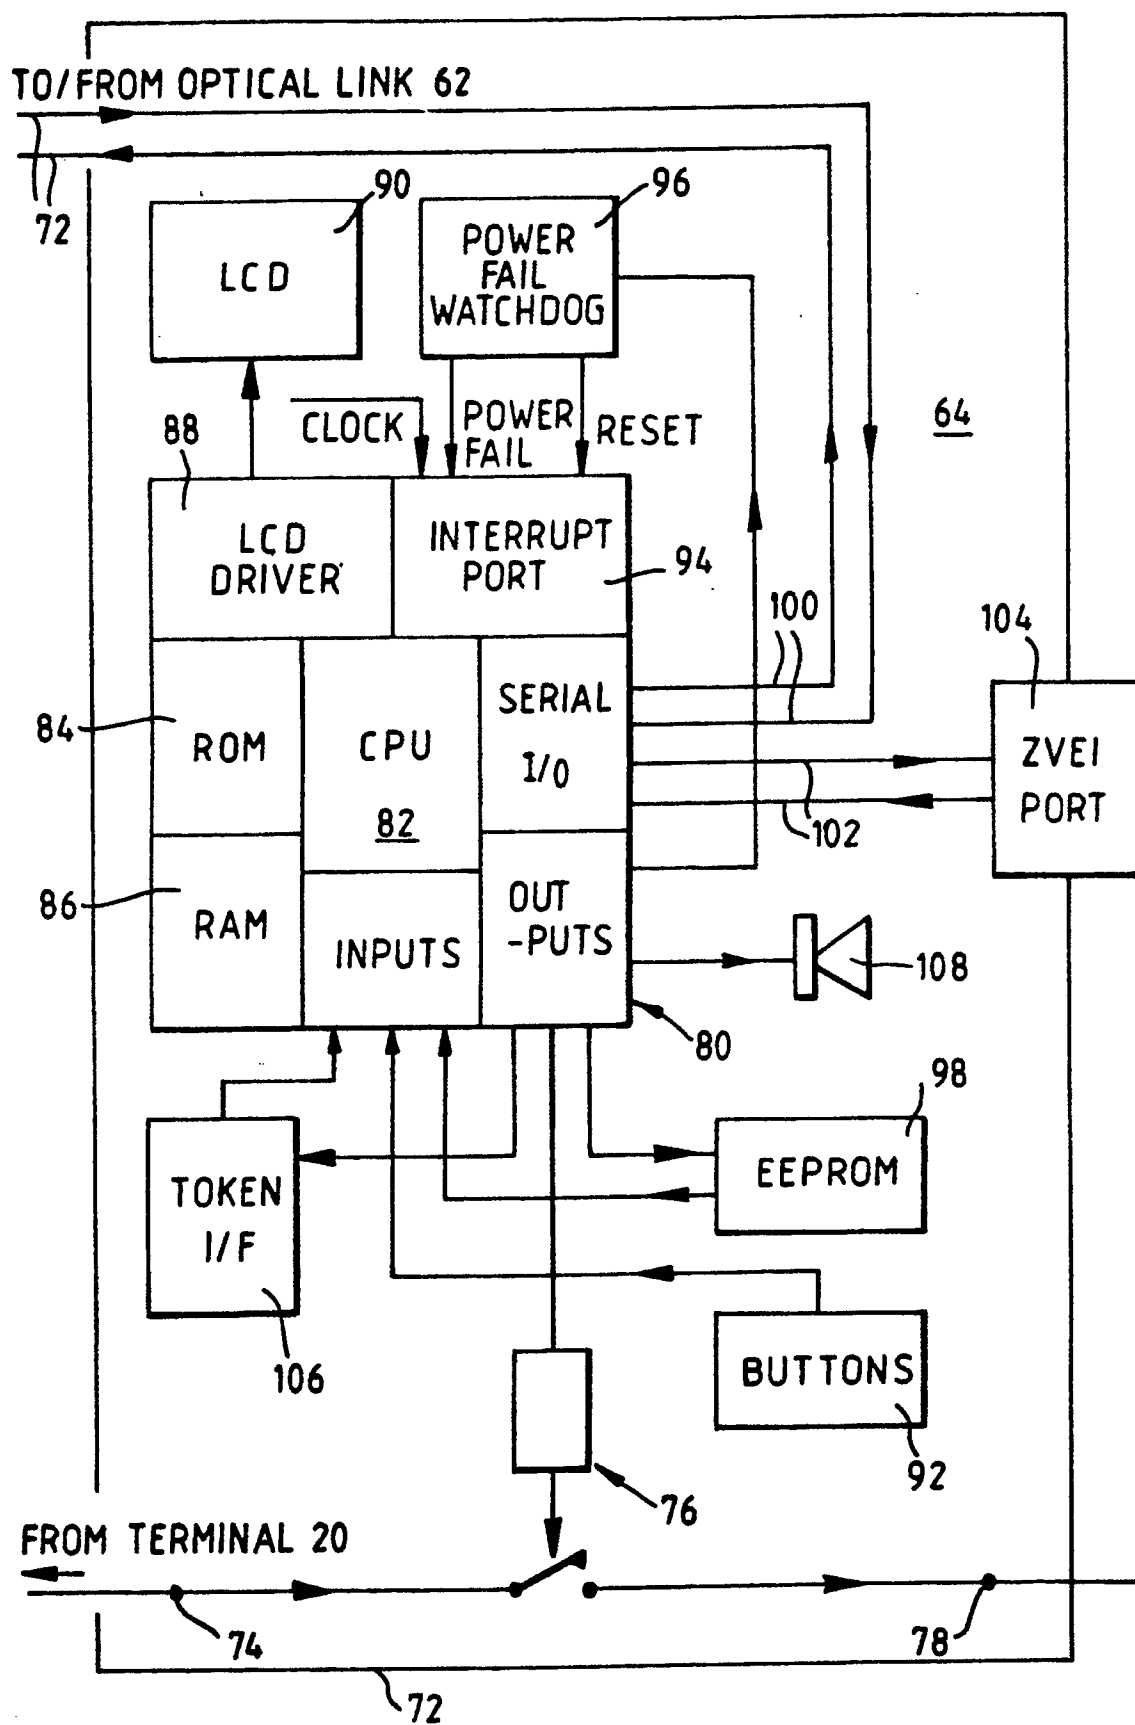 TO/FROM OPTICAL LINK 62
72
90
96
LCD
POWER
FAIL
WATCHDOG
88
CLOCK
POWER
FAIL
RESET
64
LCD
DRIVER
INTERRUPT
PORT
94
100
104
84
ROM
CPU
82
SERIAL
I/O
ZVEI
PORT
102
86
RAM
INPUTS
OUT
-PUTS
108
80
98
TOKEN
I/F
EEPROM
106
BUTTONS
92
76
FROM TERMINAL 20
74
78
72